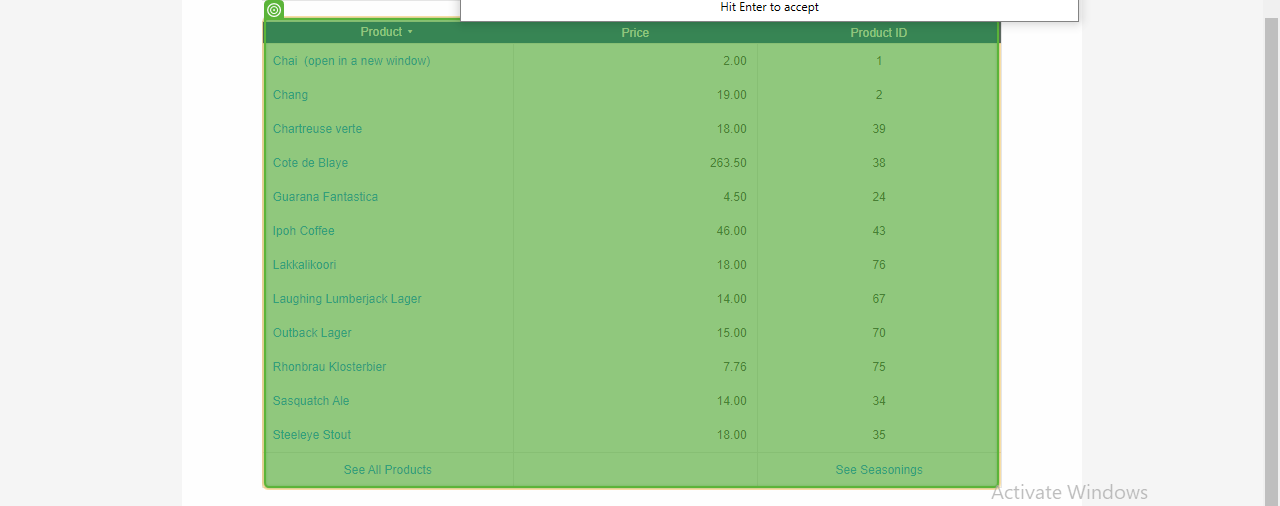 Hit Enter to accept
Product Price Product ID
Chai (open in a new window) 2.00 1
Chang 19.00 2
Chartreuse verte 18.00 39
Cote de Blaye 263.50 38
Guarana Fantastica 4.50 24
Ipoh Coffee 46.00 43
Lakkalikoori 18.00 76
Laughing Lumberjack Lager 14.00 67
Outback Lager 15.00 70
Rhonbrau Klosterbier 7.76 75
Sasquatch Ale 14.00 34
Steeleye Stout 18.00 35
See All Products See Seasonings
Activate Windows